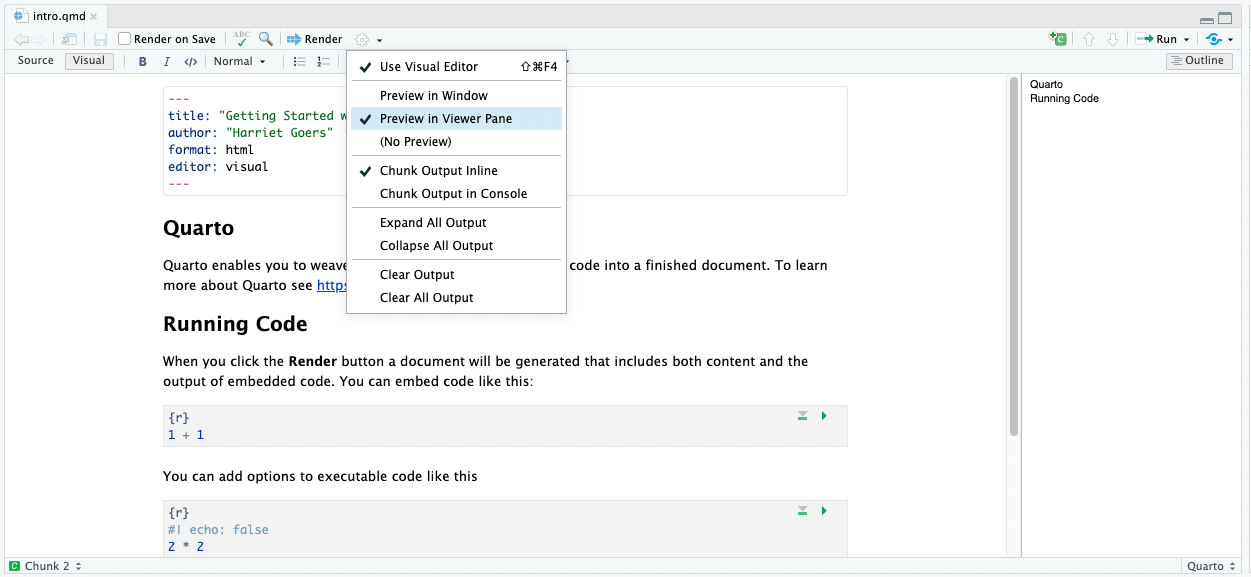 intro.qmd
Render on Save ABC Render Run
Source Visual B I </> Normal Outline
Use Visual Editor ⇧⌘F4
Preview in Window
Preview in Viewer Pane
(No Preview)
Chunk Output Inline
Chunk Output in Console
Expand All Output
Collapse All Output
Clear Output
Clear All Output
---
title: "Getting Started
author: "Harriet Goers"
format: html
editor: visual
---
Quarto
Quarto enables you to weave code into a finished document. To learn
more about Quarto see https
Running Code
When you click the Render button a document will be generated that includes both content and the
output of embedded code. You can embed code like this:
{r}
1 + 1
You can add options to executable code like this
{r}
#| echo: false
2 * 2
Quarto
Running Code
C Chunk 2 Quarto